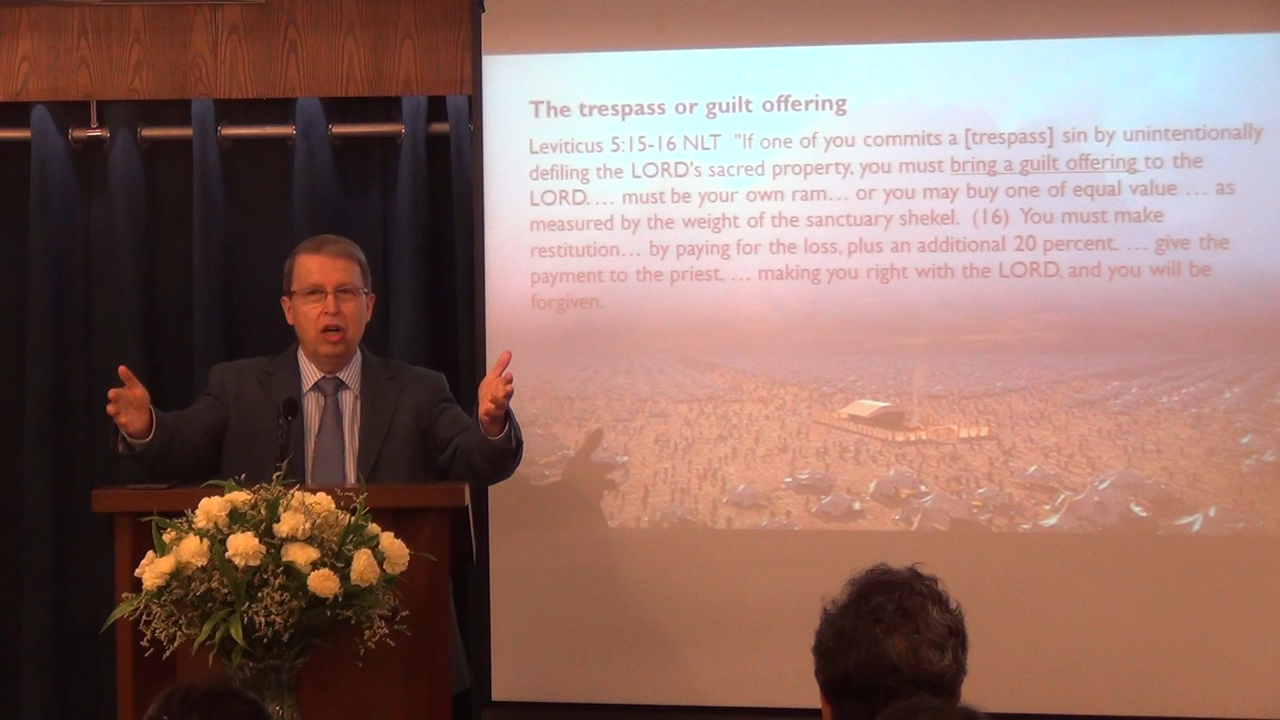 The trespass or guilt offering
Leviticus 5:15-16 NLT "If one of you commits a [trespass] sin by unintentionally
defiling the LORD's sacred property, you must bring a guilt offering to the
LORD. ... must be your own ram... or you may buy one of equal value ... as
measured by the weight of the sanctuary shekel. (16) You must make
restitution... by paying for the loss, plus an additional 20 percent. ... give the
payment to the priest, ... making you right with the LORD, and you will be
forgiven.